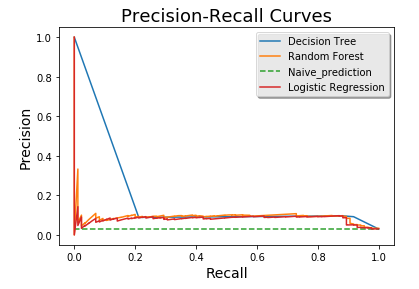 Precision-Recall Curves
Decision Tree
Random Forest
Naive_prediction
Logistic Regression
Precision
1.0
0.8
0.6
0.4
0.2
0.0
0.0 0.2 0.4 0.6 0.8 1.0
Recall